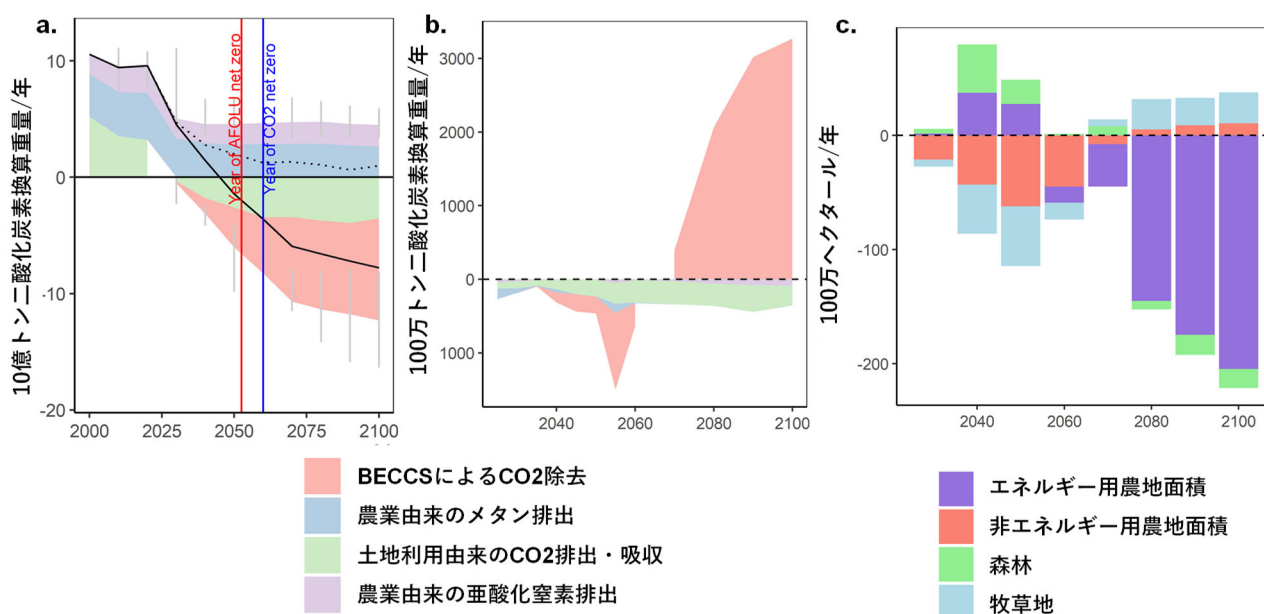 a.
10億トン二酸化炭素換算重量/年
10
0
-10
-20
Year of AFOLU net zero
Year of CO2 net zero
2000
2025
2050
2075
2100
b.
100万トン二酸化炭素換算重量/年
3000
2000
1000
0
1000
2040
2060
2080
2100
c.
100万ヘクタール/年
0
-100
-200
2040
2060
2080
2100
BECCSによるCO2除去
農業由来のメタン排出
土地利用由来のCO2排出・吸収
農業由来の亜酸化窒素排出
エネルギー用農地面積
非エネルギー用農地面積
森林
牧草地